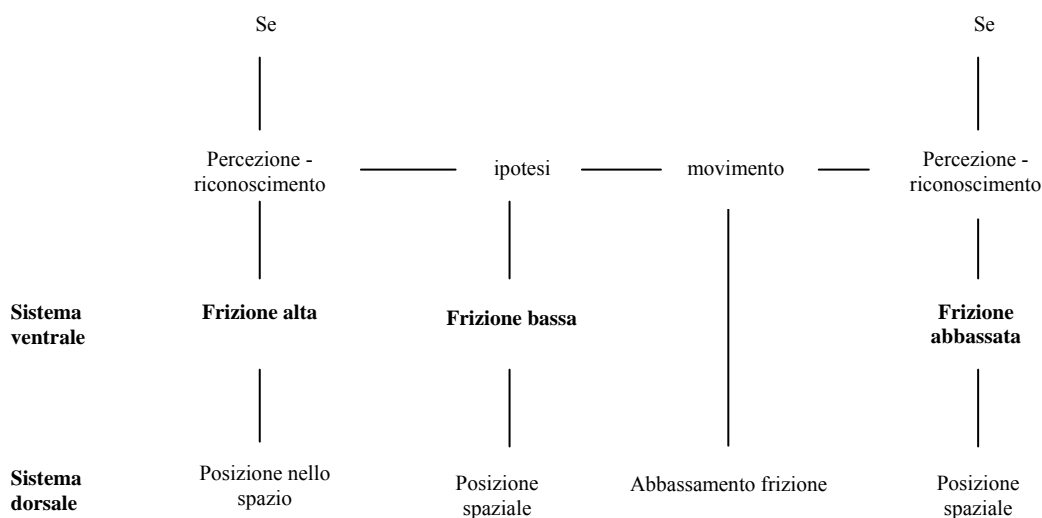 Se
Se
Percezione -
riconoscimento
ipotesi
movimento
Percezione -
riconoscimento
Sistema
ventrale
Frizione alta
Frizione bassa
Frizione
abbassata
Sistema
dorsale
Posizione nello
spazio
Posizione
spaziale
Abbassamento frizione
Posizione
spaziale